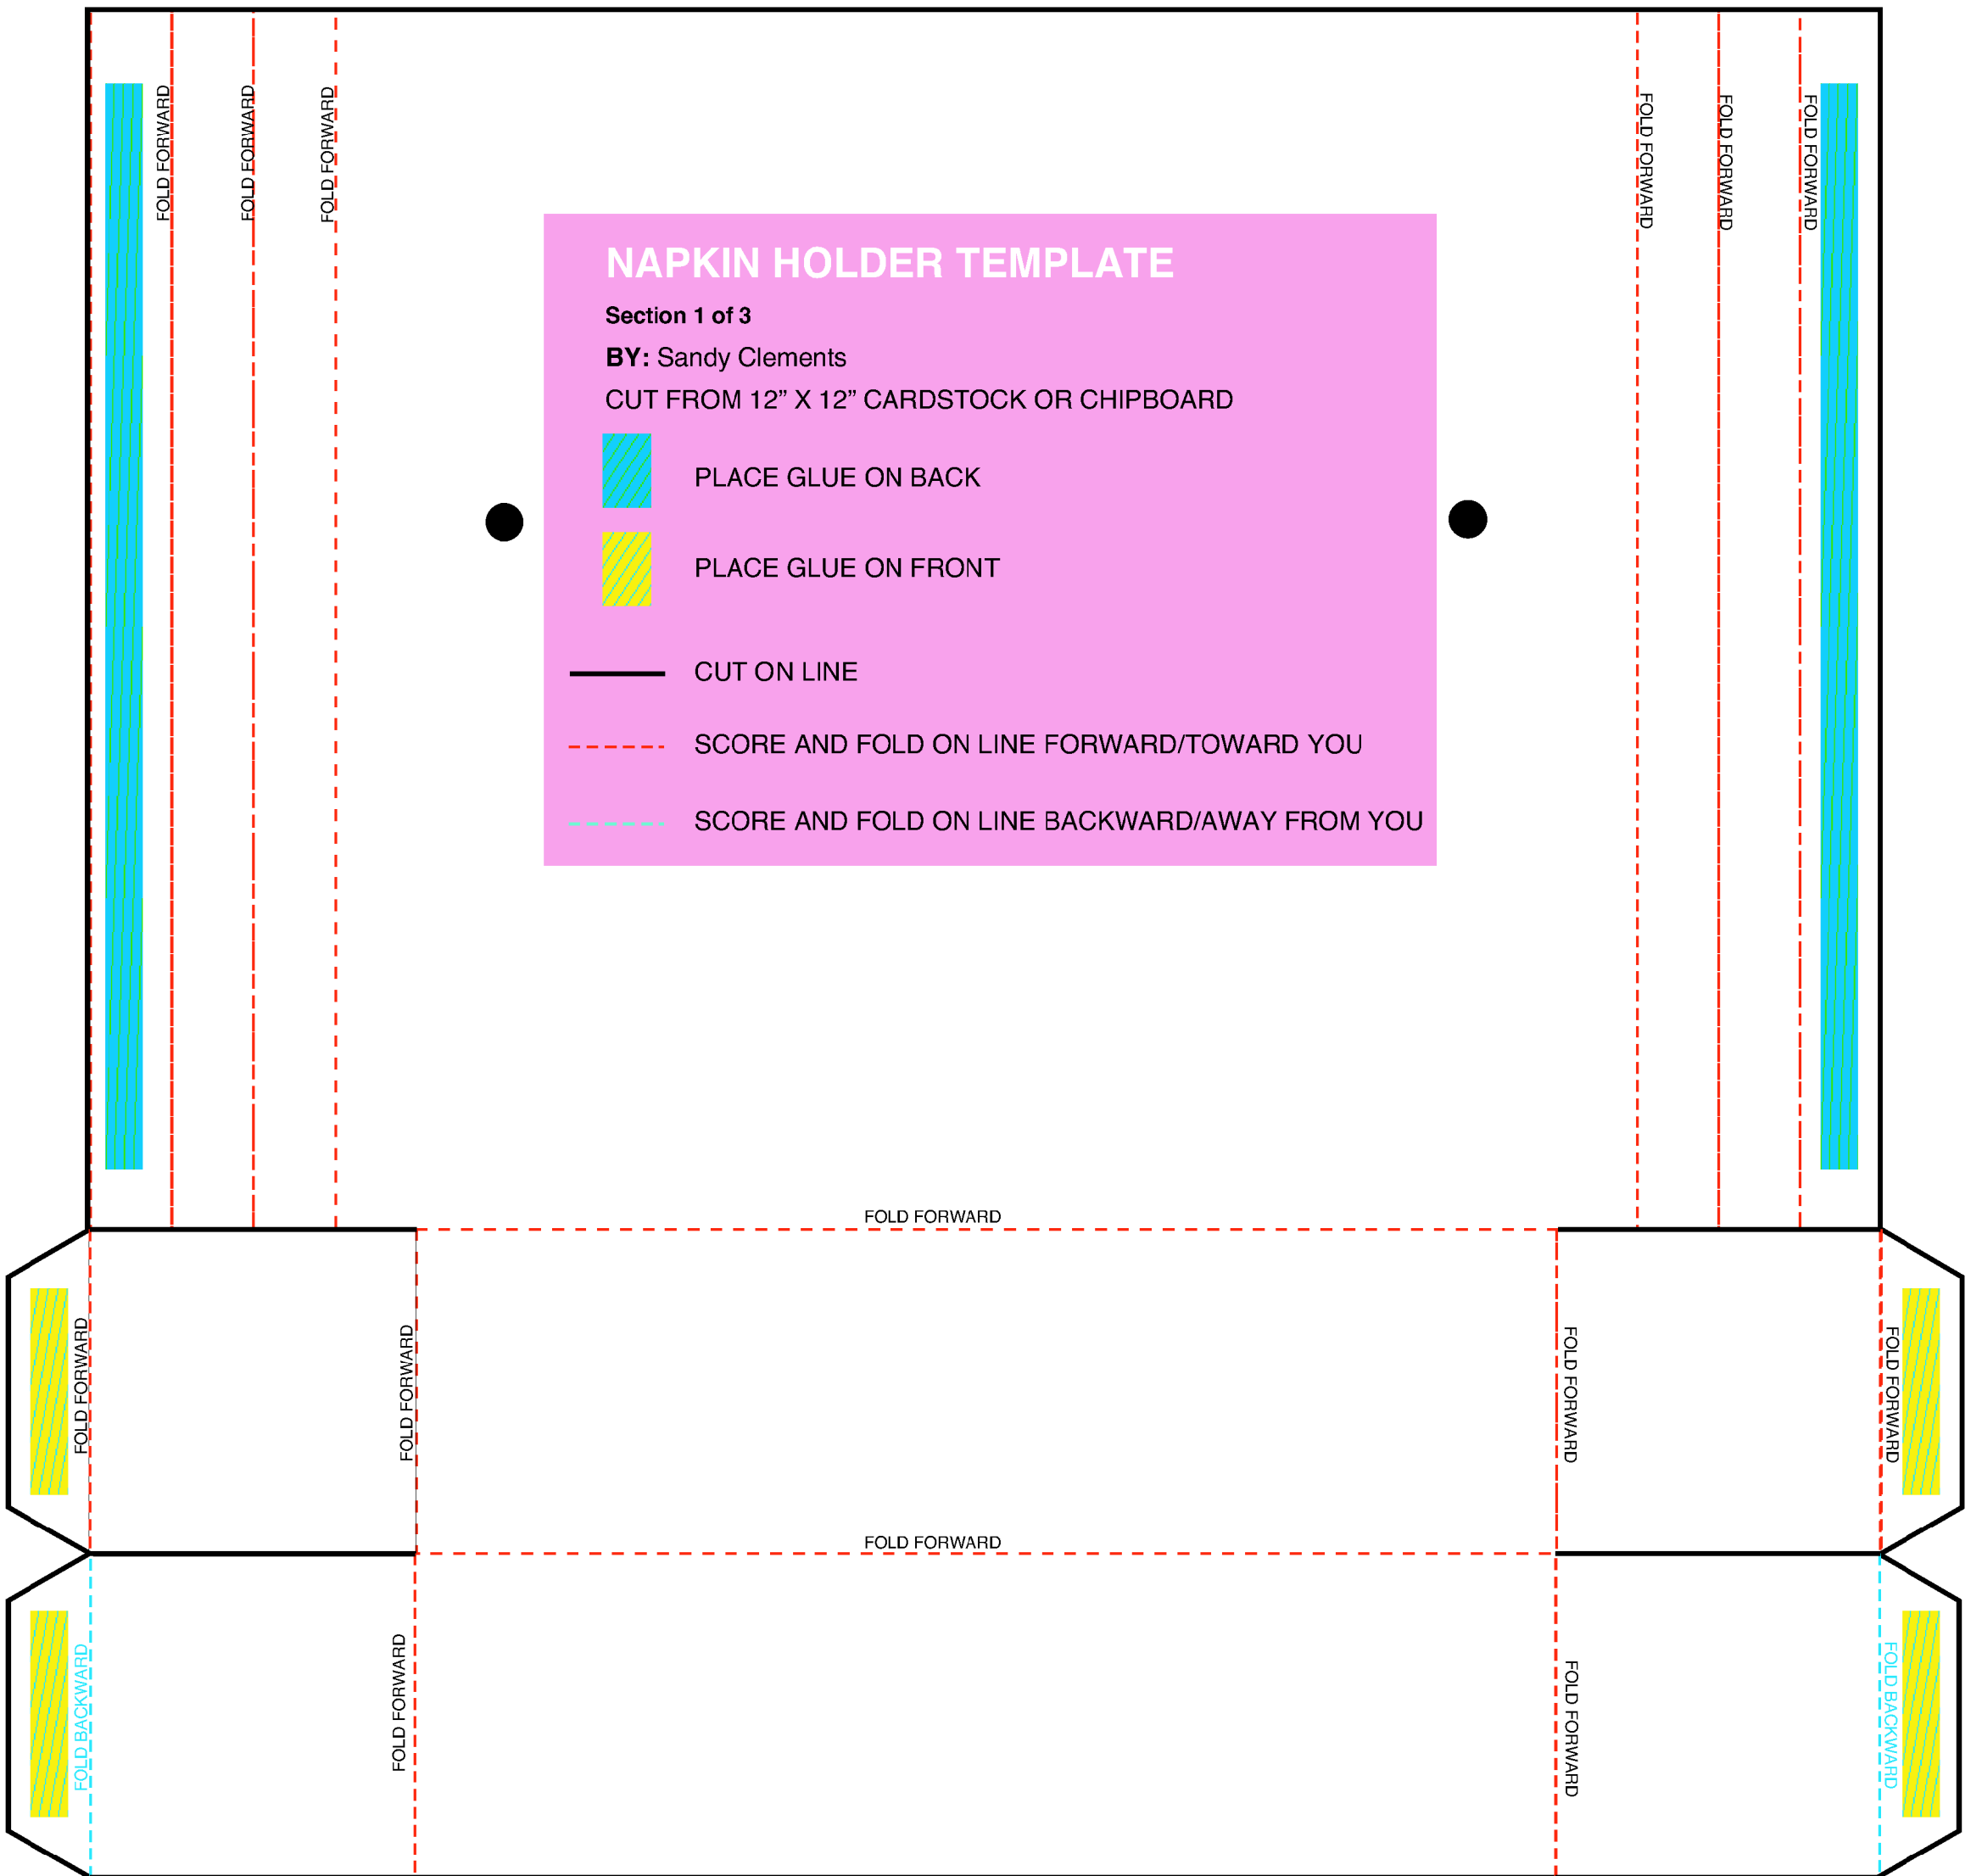 FOLD FORWARD
FOLD FORWARD
FOLD FORWARD
FOLD FORWARD
FOLD FORWARD
FOLD FORWARD
NAPKIN HOLDER TEMPLATE
Section 1 of 3
BY: Sandy Clements
CUT FROM 12” X 12” CARDSTOCK OR CHIPBOARD
PLACE GLUE ON BACK
PLACE GLUE ON FRONT
CUT ON LINE
SCORE AND FOLD ON LINE FORWARD/TOWARD YOU
SCORE AND FOLD ON LINE BACKWARD/AWAY FROM YOU
FOLD FORWARD
FOLD FORWARD
FOLD FORWARD
FOLD FORWARD
FOLD FORWARD
FOLD FORWARD
FOLD BACKWARD
FOLD FORWARD
FOLD FORWARD
FOLD BACKWARD